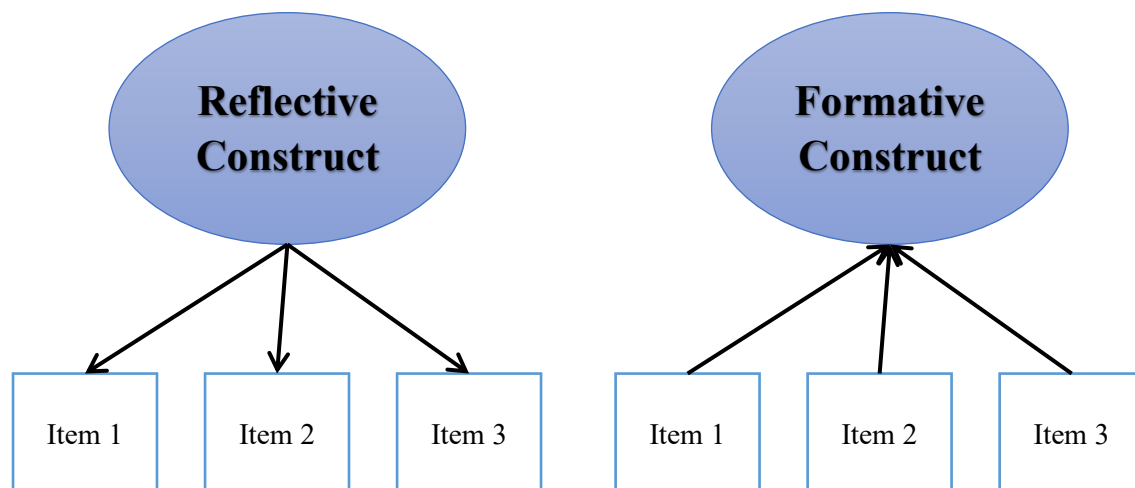 Reflective
Construct
Formative
Construct
Item 1
Item 2
Item 3
Item 1
Item 2
Item 3